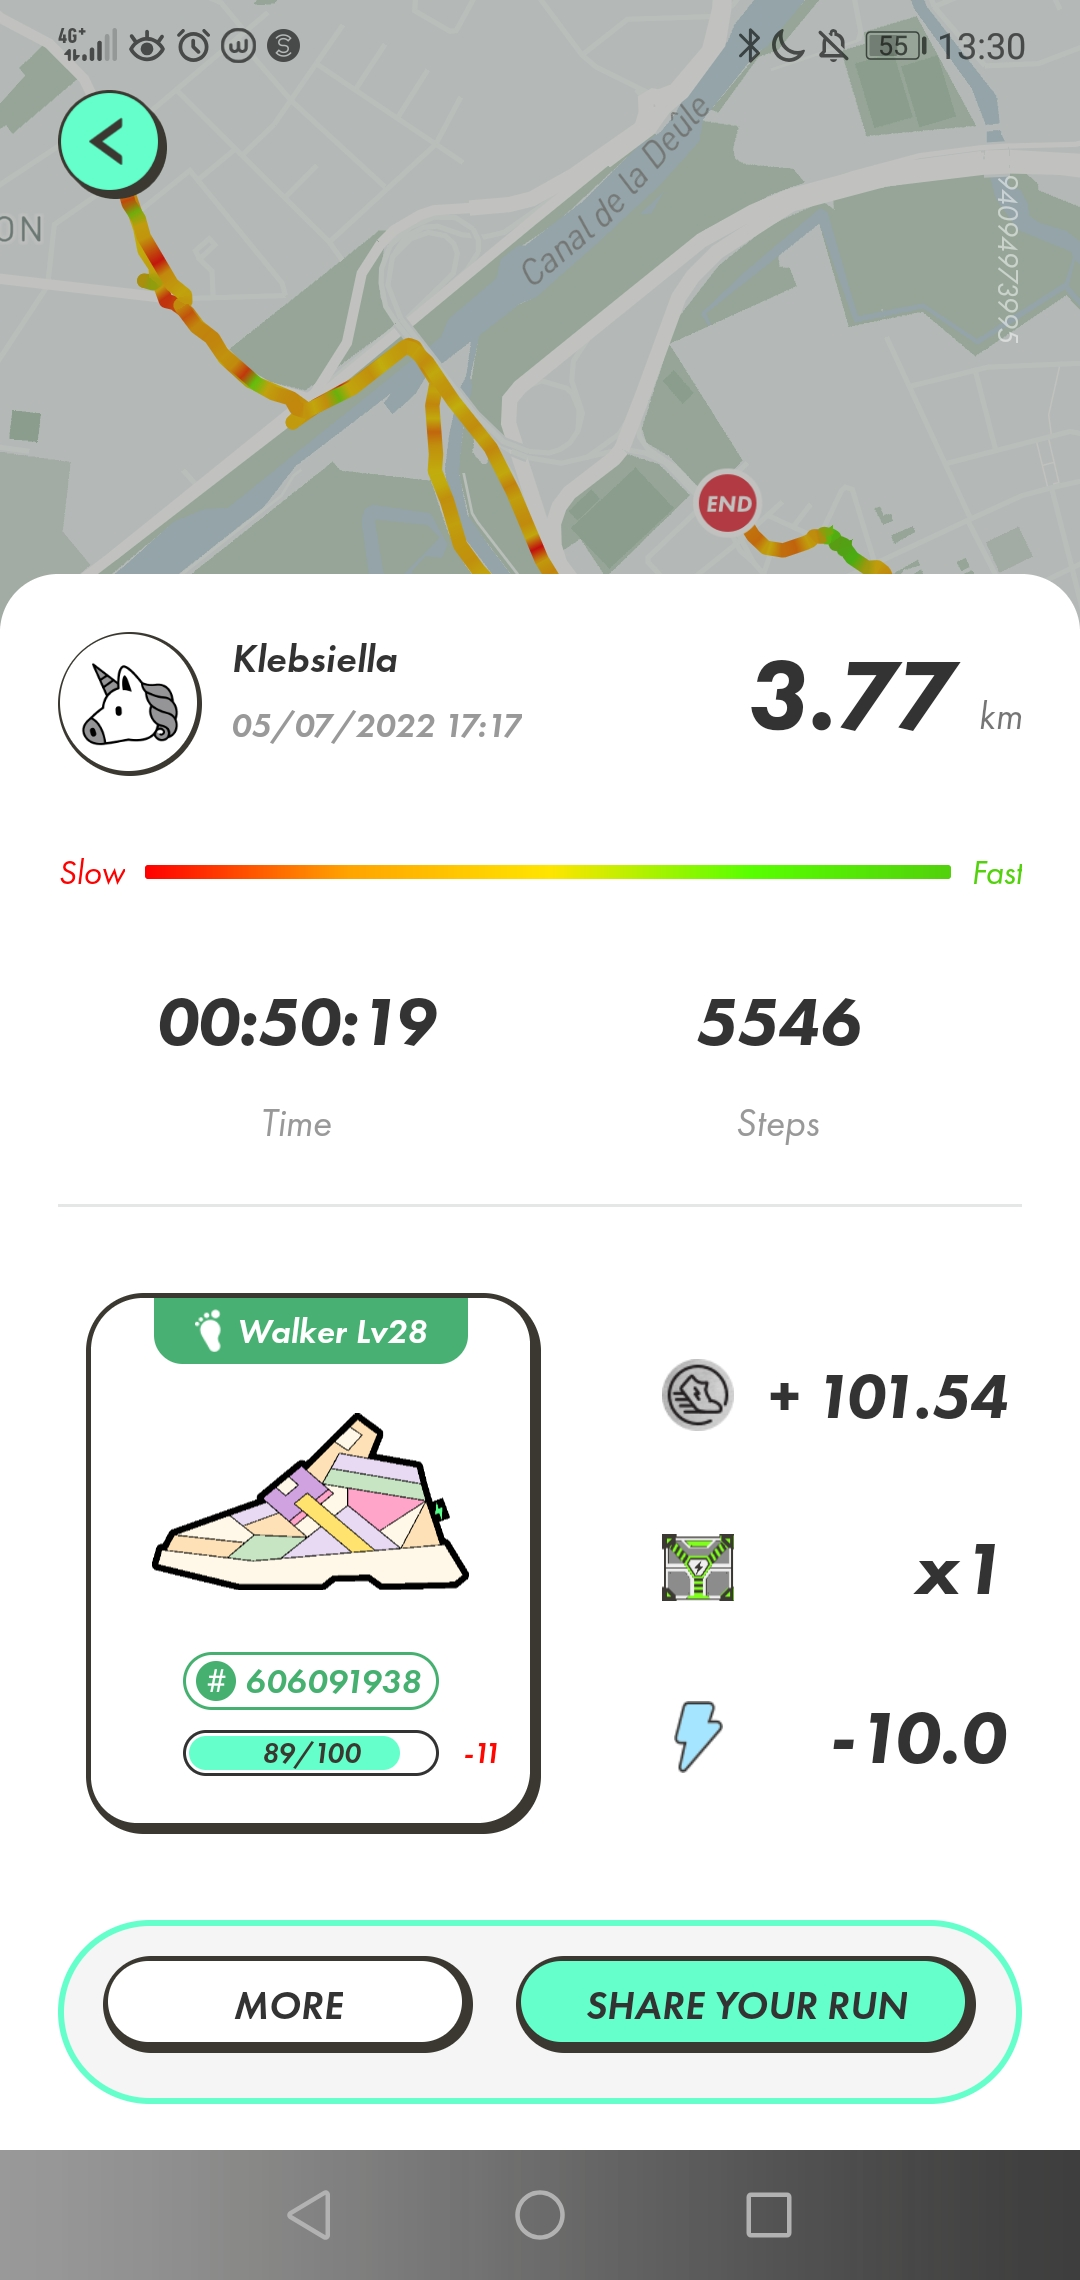 4G+ 55 13:30
<
ON
Canal de la Deûle
94094973995
END
Klebsiella
05/07/2022 17:17
3.77 km
Slow Fast
00:50:19 5546
Time Steps
Walker Lv28
# 606091938
89/100 -11
+ 101.54
x1
-10.0
MORE SHARE YOUR RUN